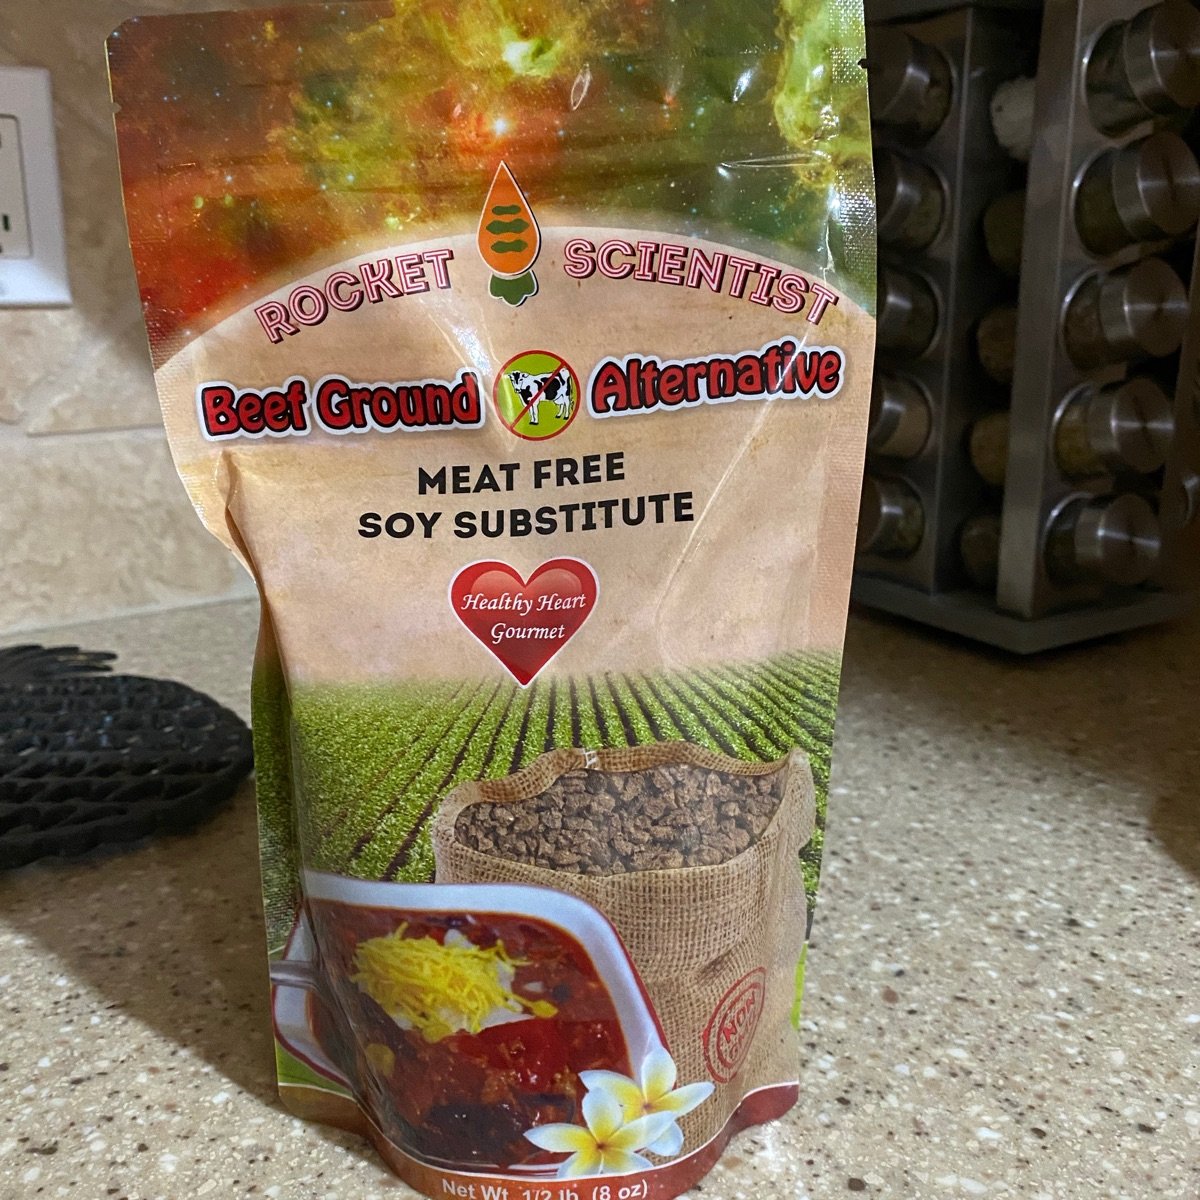 ROCKET SCIENTIST
Beef Ground Alternative
MEAT FREE
SOY SUBSTITUTE
Healthy Heart
Gourmet
NON
Net Wt. 1/2 lb. (8 oz)